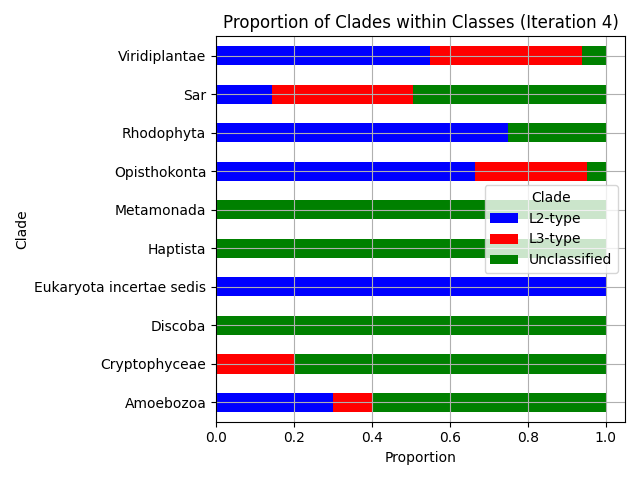 Proportion of Clades within Classes (Iteration 4)
Viridiplantae
Sar
Rhodophyta
Opisthokonta
Metamonada
Haptista
Eukaryota incertae sedis
Discoba
Cryptophyceae
Amoebozoa
Clade
Clade
L2-type
L3-type
Unclassified
0.0 0.2 0.4 0.6 0.8 1.0
Proportion